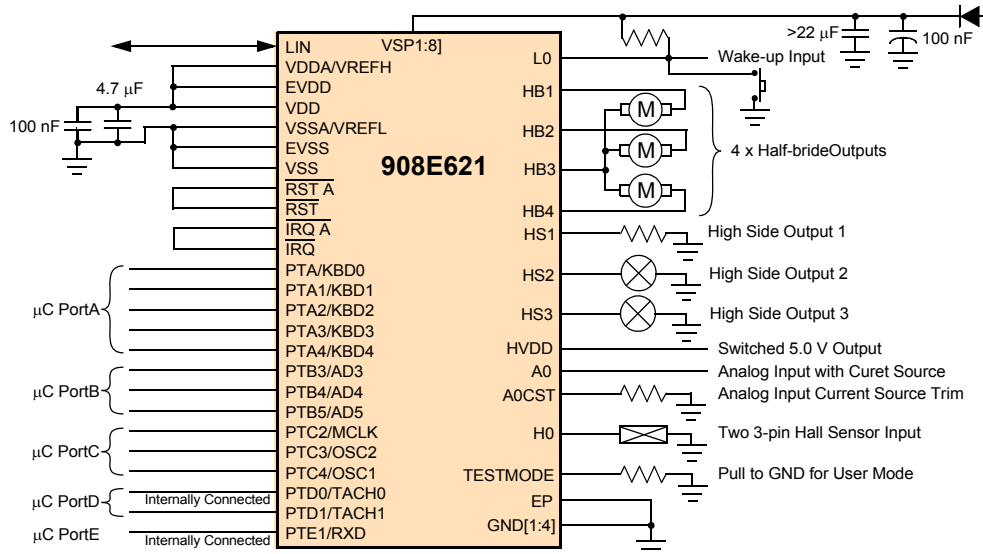 LIN
VDDA/VREFH
EVDD
VDD
VSSA/VREFL
EVSS
VSS
RST A
RST
IRQ A
IRQ
PTA/KBD0
PTA1/KBD1
PTA2/KBD2
PTA3/KBD3
PTA4/KBD4
PTB3/AD3
PTB4/AD4
PTB5/AD5
PTC2/MCLK
PTC3/OSC2
PTC4/OSC1
PTD0/TACH0
PTD1/TACH1
PTE1/RXD
4.7 μF
100 nF
μC PortA
μC PortB
μC PortC
μC PortD
Internally Connected
μC PortE
Internally Connected
VSP1:8]
908E621
L0
HB1
HB2
HB3
HB4
HS1
HS2
HS3
HVDD
A0
A0CST
H0
TESTMODE
EP
GND[1:4]
>22 μF
100 nF
Wake-up Input
M
M
M
4 x Half-brideOutputs
High Side Output 1
High Side Output 2
High Side Output 3
Switched 5.0 V Output
Analog Input with Curet Source
Analog Input Current Source Trim
Two 3-pin Hall Sensor Input
Pull to GND for User Mode